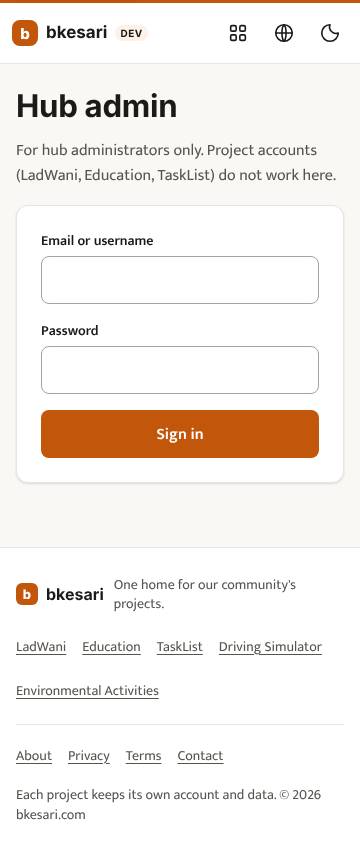 b bkesari DEV
Hub admin
For hub administrators only. Project accounts
(LadWani, Education, TaskList) do not work here.
Email or username
Password
Sign in
b bkesari One home for our community's
projects.
LadWani Education TaskList Driving Simulator
Environmental Activities
About Privacy Terms Contact
Each project keeps its own account and data. © 2026
bkesari.com